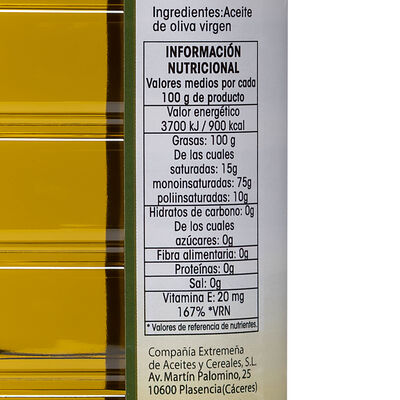 Ingredientes:Aceite
de oliva virgen
INFORMACIÓN
NUTRICIONAL
Valores medios por cada
100 g de producto
Valor energético
3700 kJ / 900 kcal
Grasas: 100 g
De las cuales
saturadas: 15g
monoinsaturadas: 75g
poliinsaturadas: 10g
Hidratos de carbono: 0g
De los cuales
azúcares: 0g
Fibra alimentaria: 0g
Proteínas: 0g
Sal: 0g
Vitamina E: 20 mg
167% *VRN
* Valores de referencia de nutrientes.
Compañía Extremeña
de Aceites y Cereales, S.L.
Av. Martín Palomino, 25
10600 Plasencia(Cáceres)